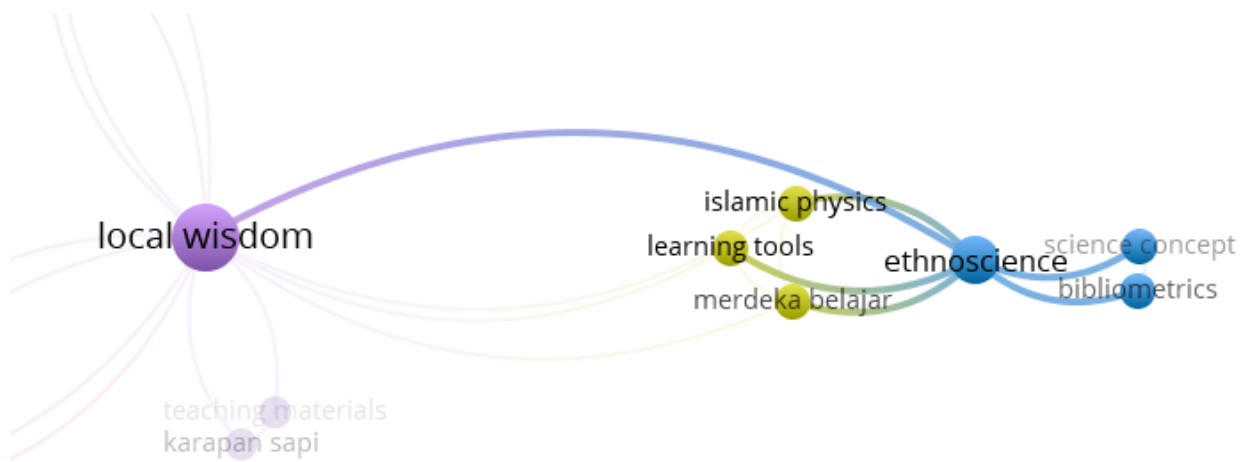 islamic physics
local wisdom
learning tools
science concept
ethnoscience
bibliometrics
merdeka belajar
teaching materials
karapan sapi